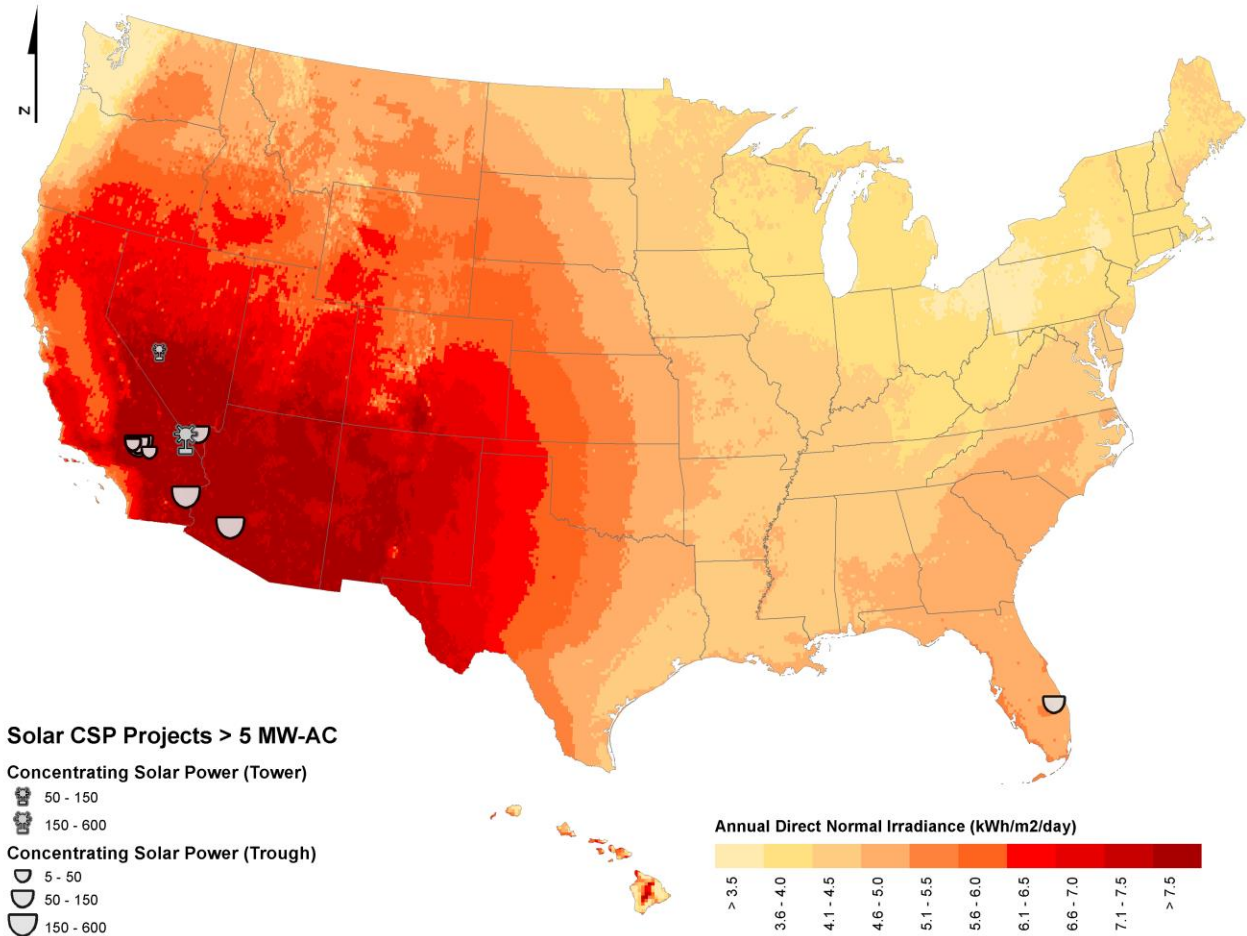 N
Solar CSP Projects > 5 MW-AC
Concentrating Solar Power (Tower)
50 - 150
150 - 600
Concentrating Solar Power (Trough)
5 - 50
50 - 150
150 - 600
Annual Direct Normal Irradiance (kWh/m2/day)
> 3.5
3.6 - 4.0
4.1 - 4.5
4.6 - 5.0
5.1 - 5.5
5.6 - 6.0
6.1 - 6.5
6.6 - 7.0
7.1 - 7.5
> 7.5